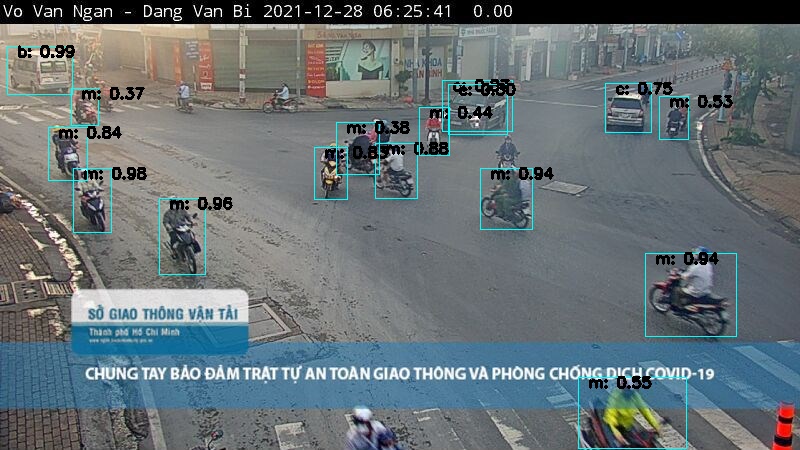 Vo Van Ngan - Dang Van Bi 2021-12-28 06:25:41  0.00
b: 0.99
m: 0.37
m: 0.84
m: 0.98
m: 0.96
m: 0.38
m: 0.88
m: 0.44
c: 0.75
m: 0.53
m: 0.94
m: 0.94
m: 0.55
NHA KHOA
SỞ GIAO THÔNG VẬN TẢI
Thành phố Hồ Chí Minh
CHUNG TAY BẢO ĐẢM TRẬT TỰ AN TOÀN GIAO THÔNG VÀ PHÒNG CHỐNG DỊCH COVID-19